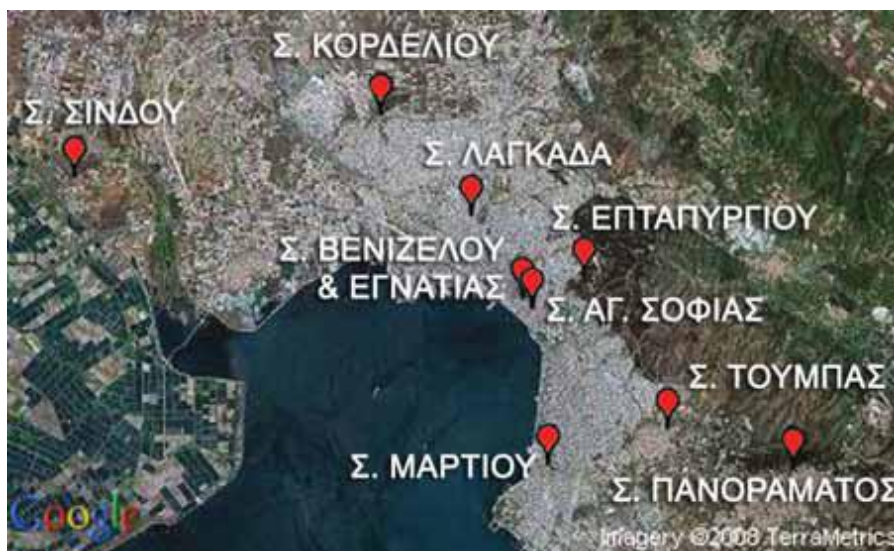 Σ. ΚΟΡΔΕΛΙΟΥ
Σ. ΣΙΝΔΟΥ
Σ. ΛΑΓΚΑΔΑ
Σ. ΕΠΤΑΠΥΡΓΙΟΥ
Σ. ΒΕΝΙΖΕΛΟΥ
& ΕΓΝΑΤΙΑΣ
Σ. ΑΓ. ΣΟΦΙΑΣ
Σ. ΤΟΥΜΠΑΣ
Σ. ΜΑΡΤΙΟΥ
Σ. ΠΑΝΟΡΑΜΑΤΟΣ
Google
Imagery ©2008 TerraMetrics